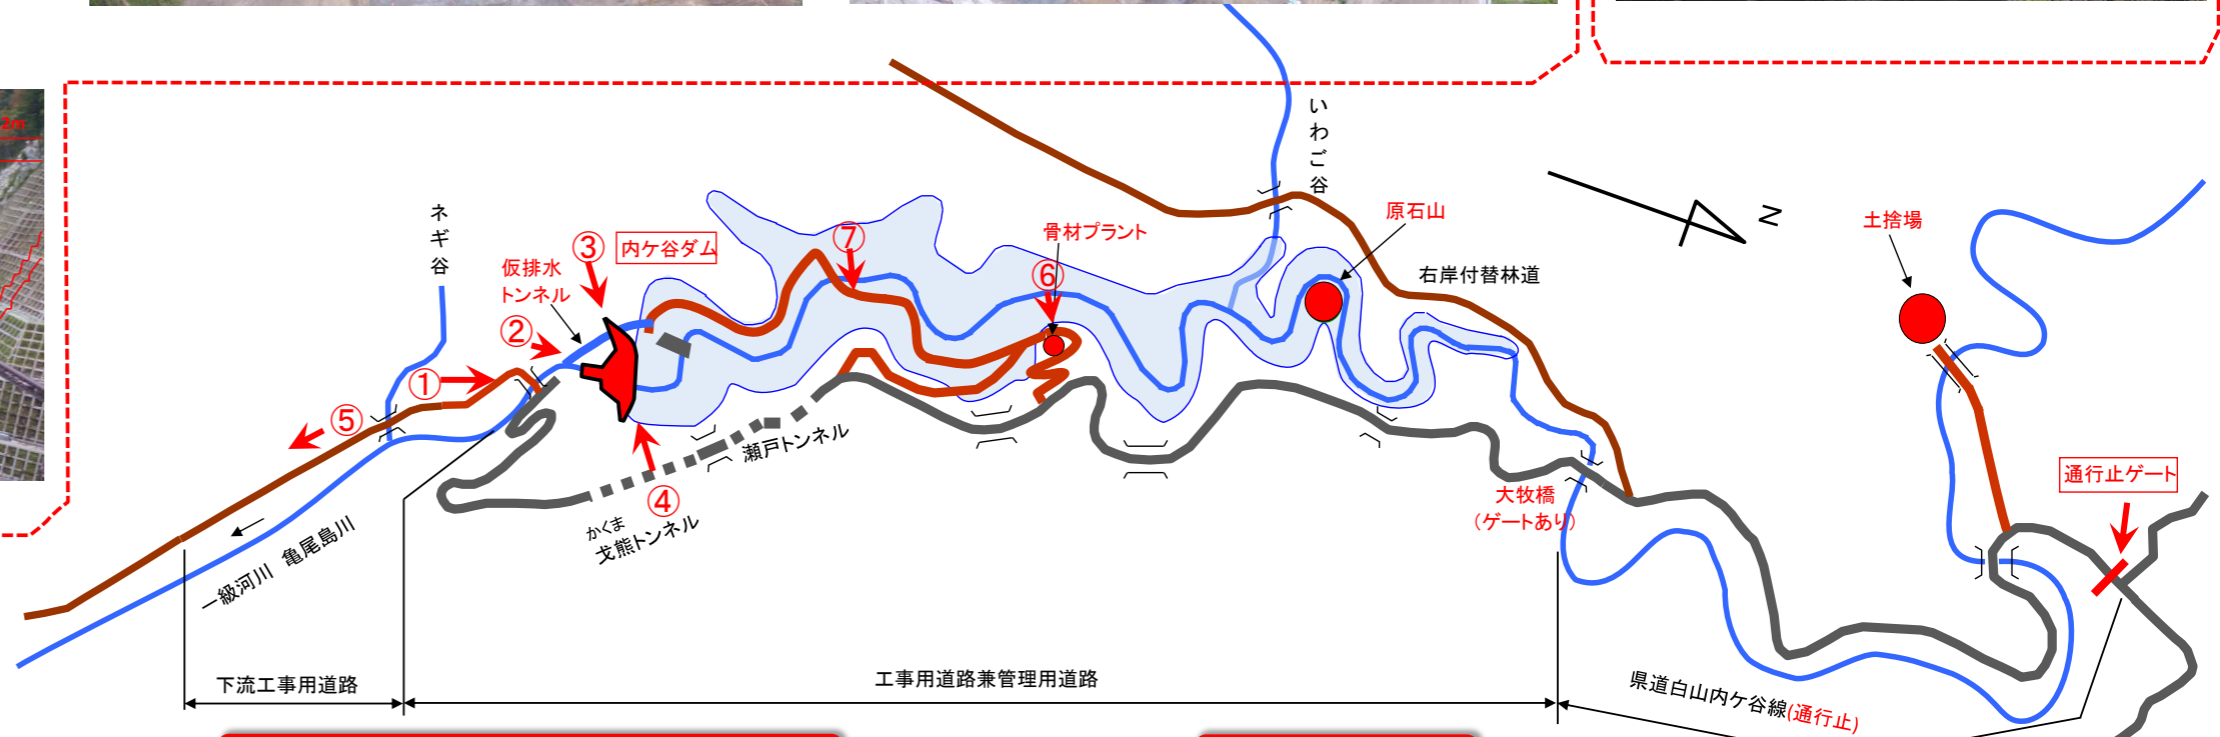 2m
いわご谷
ネギ谷
③
内ケ谷ダム
⑦
骨材プラント
原石山
N
土捨場
仮排水
トンネル
⑥
右岸付替林道
②
①
⑤
瀬戸トンネル
④
かくま
戈熊トンネル
大牧橋
（ゲートあり）
通行止ゲート
一級河川　亀尾島川
下流工事用道路
工事用道路兼管理用道路
県道白山内ケ谷線(通行止)